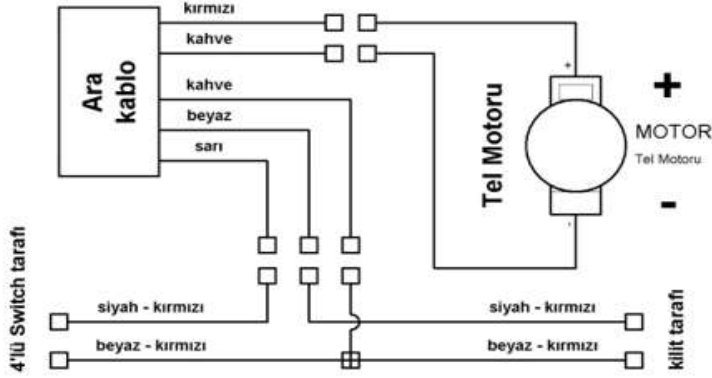 kırmızı
kahve
kahve
beyaz
sarı
Ara
kablo
Tel Motoru
+
+
MOTOR
Tel Motoru
-
-
4'lü Switch tarafı
siyah - kırmızı
siyah - kırmızı
beyaz - kırmızı
beyaz - kırmızı
kilit tarafı